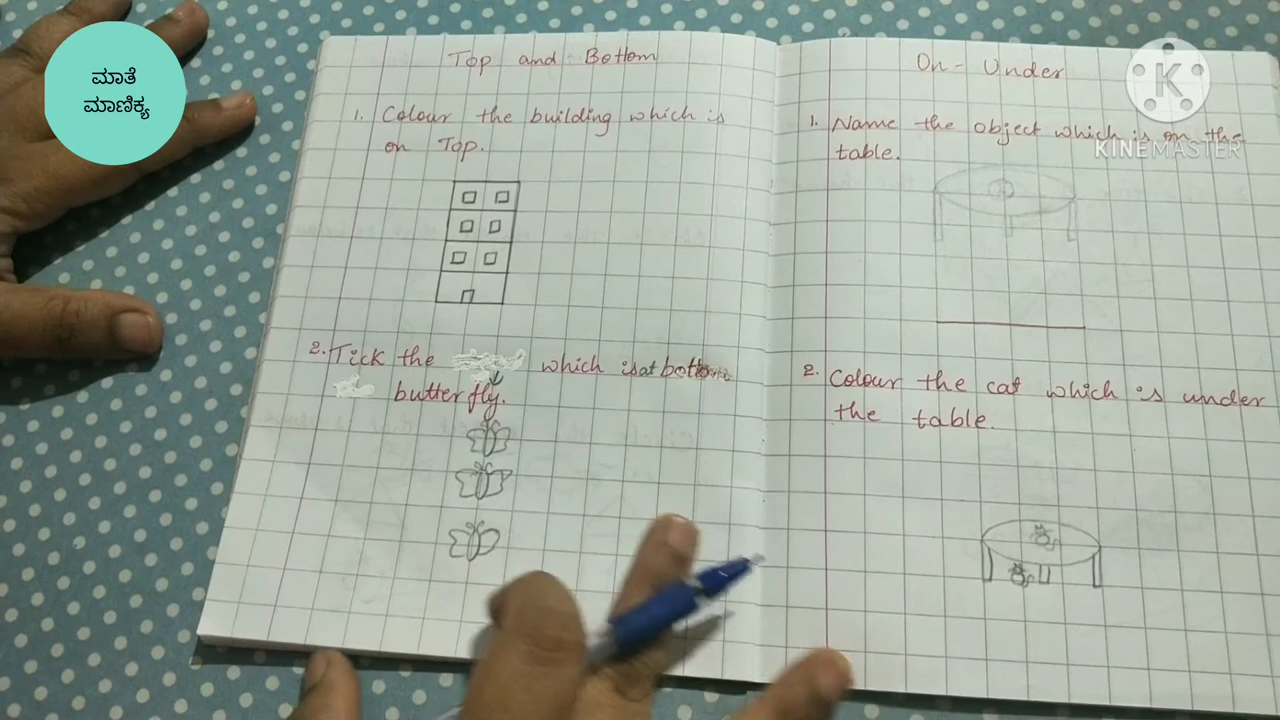 ಮಾತೆ
ಮಾಣಿಕ್ಯ
Top and Bottom
1. Colour the building which is
on Top.
2. Tick the which is at bottom
butterfly.
On - Under
1. Name the object which is on the
table.
2. Colour the cat which is under
the table.
K
KINEMASTER